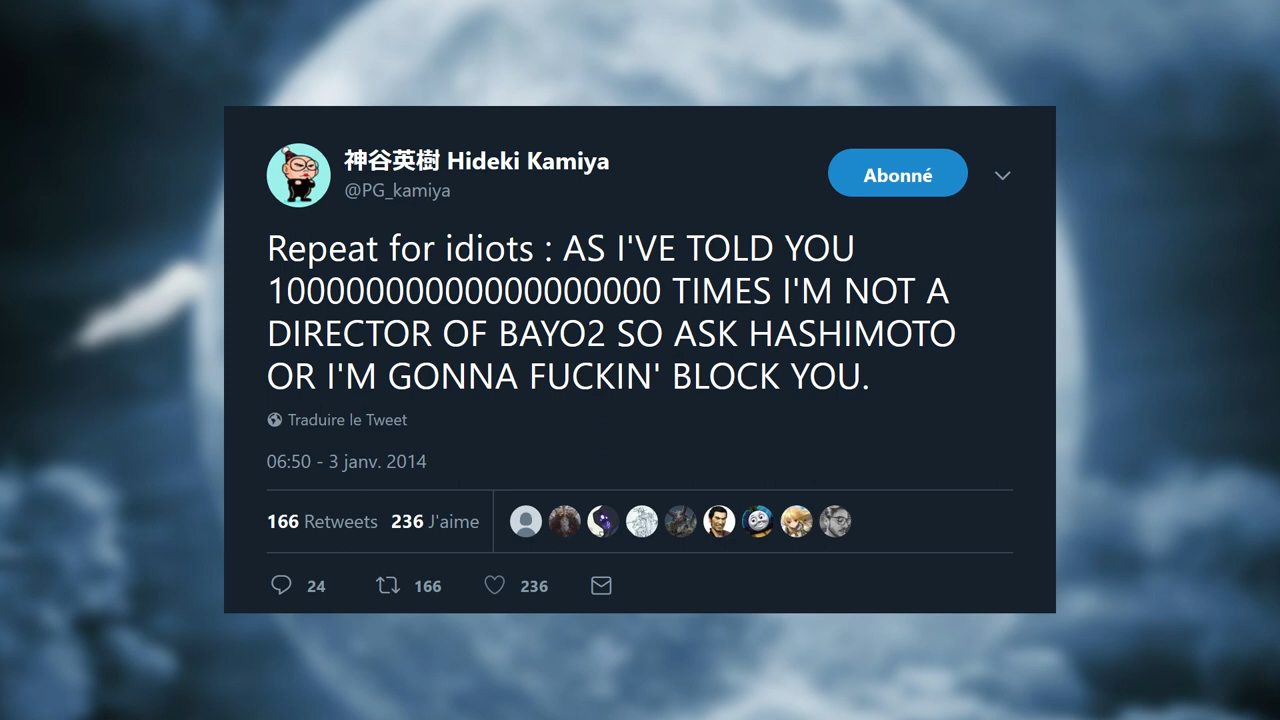 神谷英樹 Hideki Kamiya
@PG_kamiya
Abonné
Repeat for idiots : AS I'VE TOLD YOU
10000000000000000000 TIMES I'M NOT A
DIRECTOR OF BAYO2 SO ASK HASHIMOTO
OR I'M GONNA FUCKIN' BLOCK YOU.
Traduire le Tweet
06:50 - 3 janv. 2014
166 Retweets 236 J'aime
24 166 236